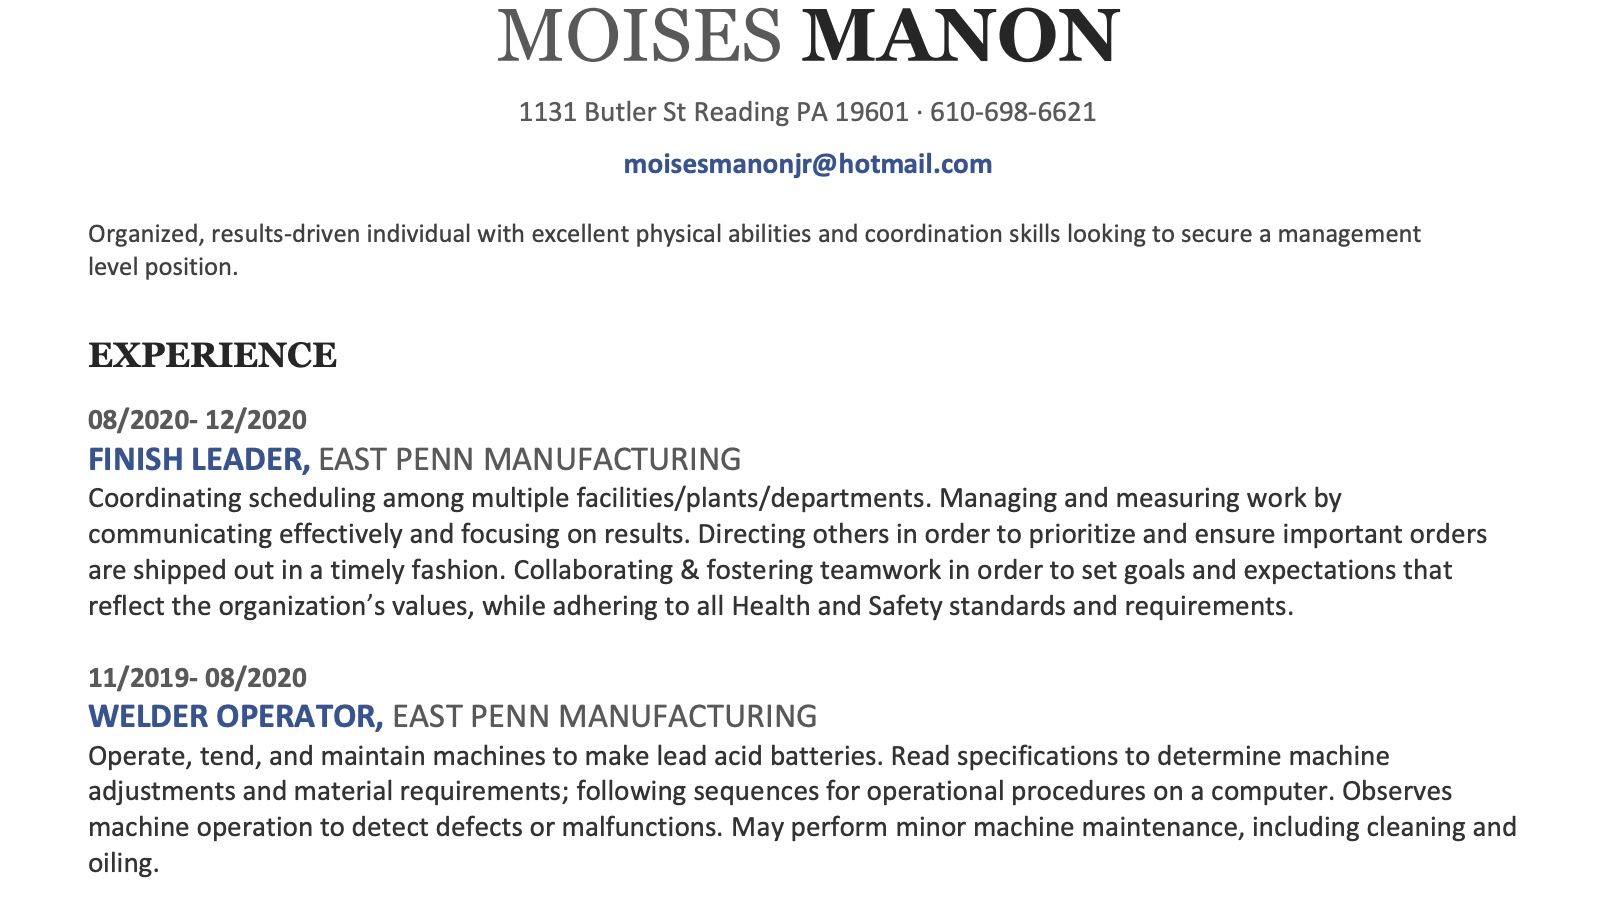 MOISES MANON
1131 Butler St Reading PA 19601 · 610-698-6621
moisesmanonjr@hotmail.com
Organized, results-driven individual with excellent physical abilities and coordination skills looking to secure a management
level position.
EXPERIENCE
08/2020- 12/2020
FINISH LEADER, EAST PENN MANUFACTURING
Coordinating scheduling among multiple facilities/plants/departments. Managing and measuring work by
communicating effectively and focusing on results. Directing others in order to prioritize and ensure important orders
are shipped out in a timely fashion. Collaborating & fostering teamwork in order to set goals and expectations that
reflect the organization’s values, while adhering to all Health and Safety standards and requirements.
11/2019- 08/2020
WELDER OPERATOR, EAST PENN MANUFACTURING
Operate, tend, and maintain machines to make lead acid batteries. Read specifications to determine machine
adjustments and material requirements; following sequences for operational procedures on a computer. Observes
machine operation to detect defects or malfunctions. May perform minor machine maintenance, including cleaning and
oiling.